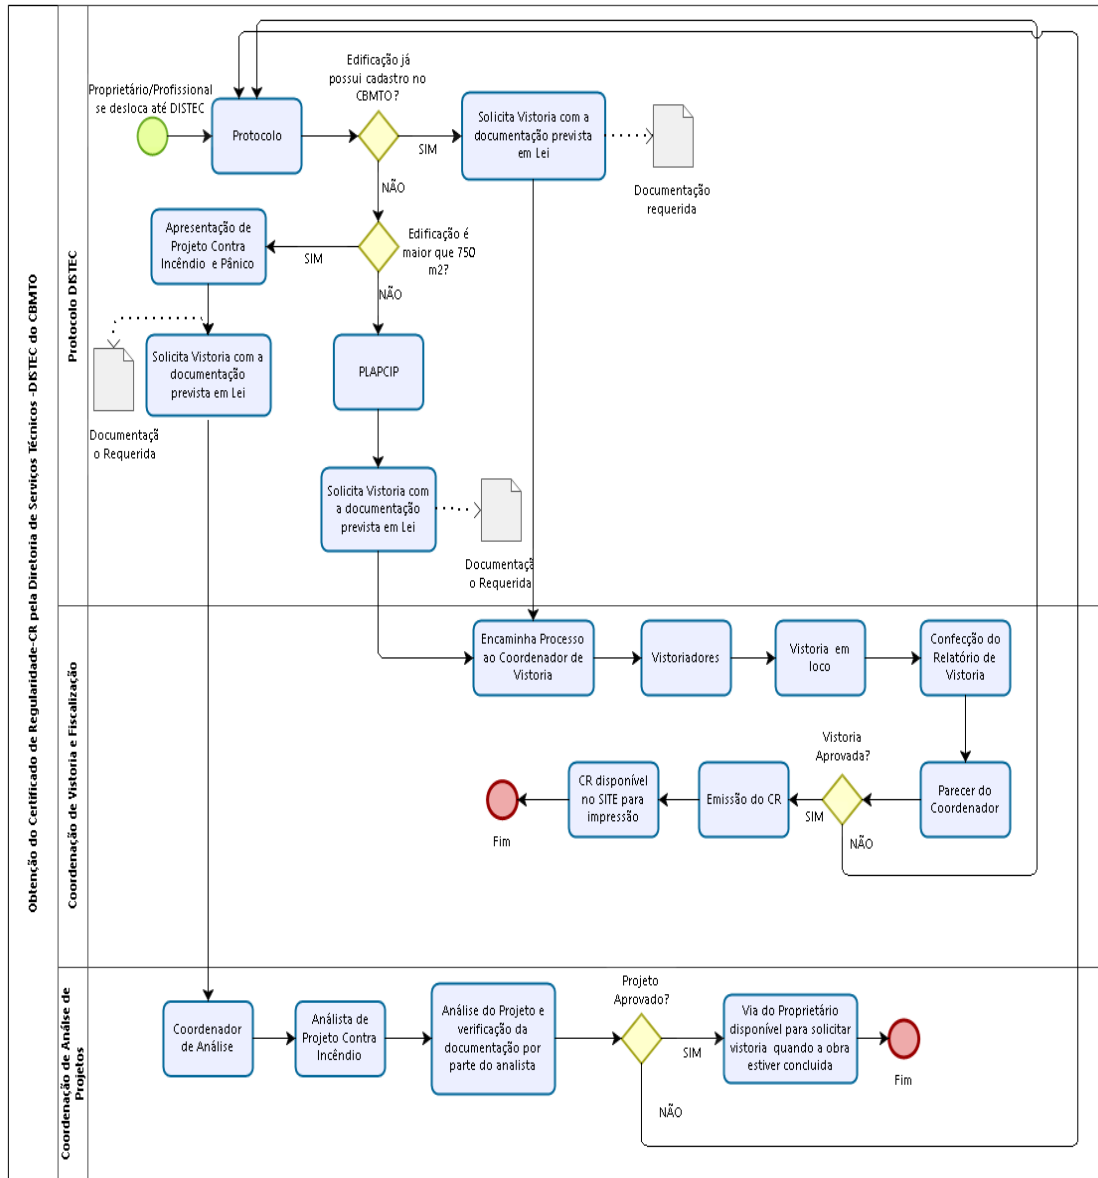 Obtenção do Certificado de Regularidade-CR pela Diretoria de Serviços Técnicos -DISTEC do CBMTO
Protocolo DISTEC
Proprietário/Profissional
se desloca até DISTEC
Protocolo
Edificação já
possui cadastro no
CBMTO?
SIM
NÃO
Solicita Vistoria com a
documentação prevista
em Lei
Documentação
requerida
Edificação é
maior que 750
m2?
SIM
NÃO
Apresentação de
Projeto Contra
Incêndio e Pânico
Solicita Vistoria com a
documentação
prevista em Lei
Documentaçã
o Requerida
PLAPCIP
Solicita Vistoria com
a documentação
prevista em Lei
Documentaçã
o Requerida
Coordenação de Vistoria e Fiscalização
Encaminha Processo
ao Coordenador de
Vistoria
Vistoriadores
Vistoria em
loco
Confecção do
Relatório de
Vistoria
Parecer do
Coordenador
Vistoria
Aprovada?
SIM
NÃO
Emissão do CR
CR disponível
no SITE para
impressão
Fim
Coordenação de Análse de
Projetos
Coordenador
de Análise
Análista de
Projeto Contra
Incêndio
Análise do Projeto e
verificação da
documentação por
parte do analista
Projeto
Aprovado?
SIM
NÃO
Via do Proprietário
disponível para solicitar
vistoria quando a obra
estiver concluida
Fim